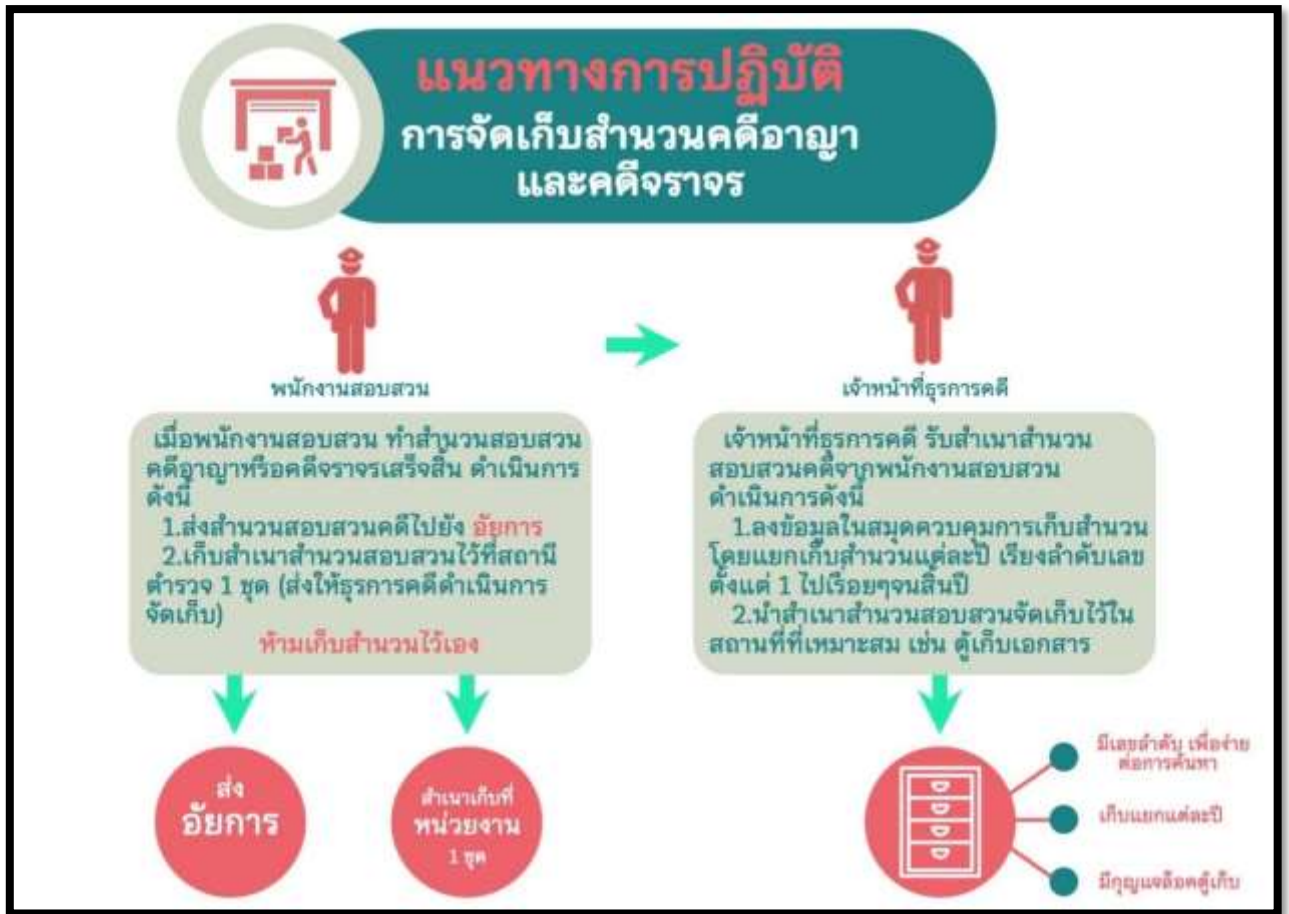 แนวทางการปฏิบัติ
การจัดเก็บสำนวนคดีอาญา
และคดีจราจร
พนักงานสอบสวน
เมื่อพนักงานสอบสวน ทำสำนวนสอบสวน
คดีอาญาหรือคดีจราจรเสร็จสิ้น ดำเนินการ
ดังนี้
1.ส่งสำนวนสอบสวนคดีไปยัง อัยการ
2.เก็บสำเนาสำนวนสอบสวนไว้ที่สถานี
ตำรวจ 1 ชุด (ส่งให้ธุรการคดีดำเนินการ
จัดเก็บ)
ห้ามเก็บสำนวนไว้เอง
ส่ง
อัยการ
สำเนาเก็บที่
หน่วยงาน
1 ชุด
เจ้าหน้าที่ธุรการคดี
เจ้าหน้าที่ธุรการคดี รับสำเนาสำนวน
สอบสวนคดีจากพนักงานสอบสวน
ดำเนินการดังนี้
1.ลงข้อมูลในสมุดควบคุมการเก็บสำนวน
โดยแยกเก็บสำนวนแต่ละปี เรียงลำดับเลข
ตั้งแต่ 1 ไปเรื่อยๆจนสิ้นปี
2.นำสำเนาสำนวนสอบสวนจัดเก็บไว้ใน
สถานที่ที่เหมาะสม เช่น ตู้เก็บเอกสาร
มีเลขลำดับ เพื่อง่าย
ต่อการค้นหา
เก็บแยกแต่ละปี
มีกุญแจล็อคตู้เก็บ